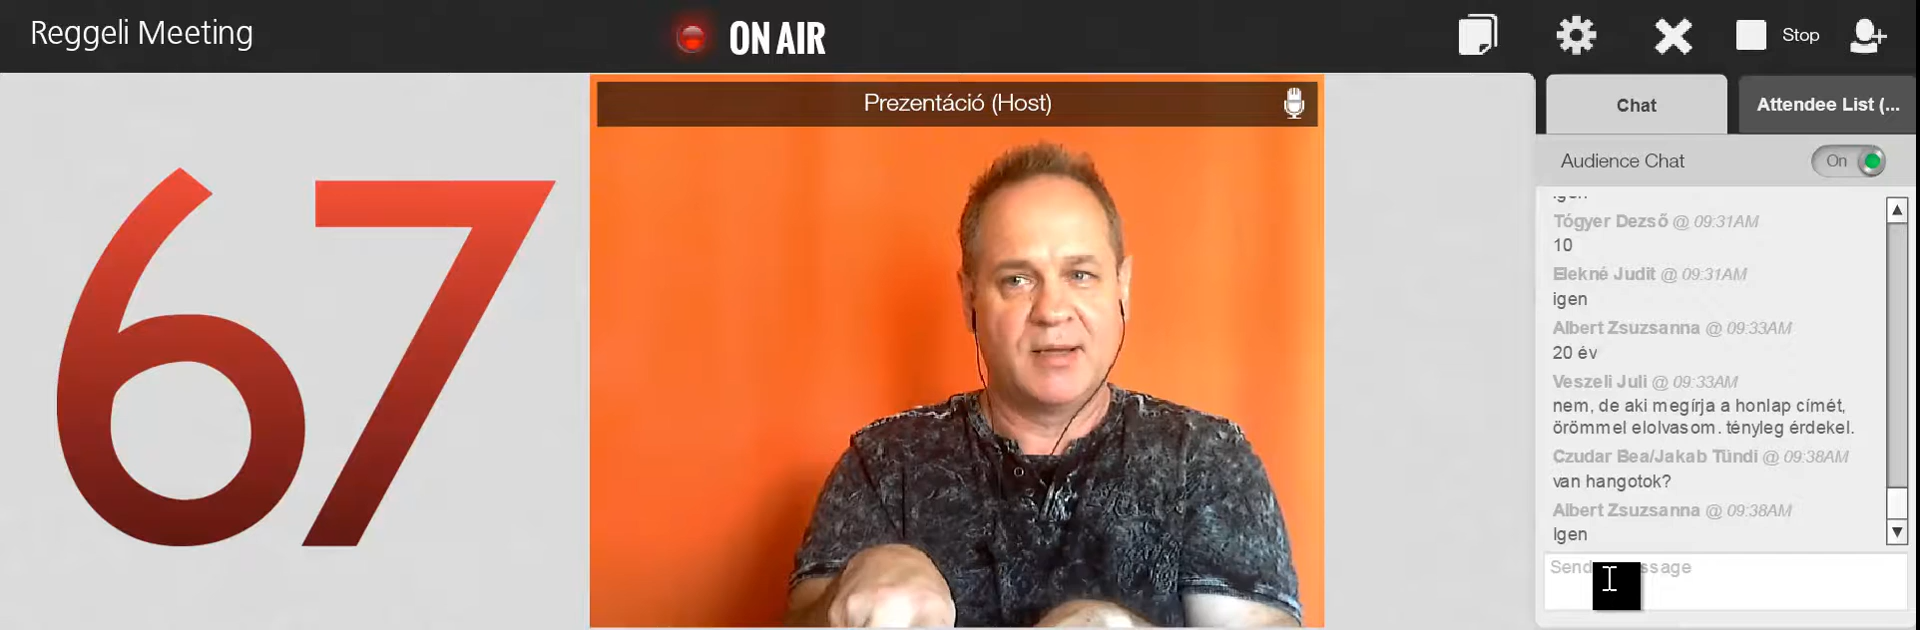 Reggeli Meeting
ON AIR
Stop
Prezentáció (Host)
67
Chat
Attendee List (...
Audience Chat
On
igen
Tógyer Dezső @ 09:31AM
10
Elekné Judit @ 09:31AM
igen
Albert Zsuzsanna @ 09:33AM
20 év
Veszeli Juli @ 09:33AM
nem, de aki megírja a honlap címét,
örömmel elolvasom. tényleg érdekel.
Czudar Bea/Jakab Tündi @ 09:38AM
van hangotok?
Albert Zsuzsanna @ 09:38AM
Igen